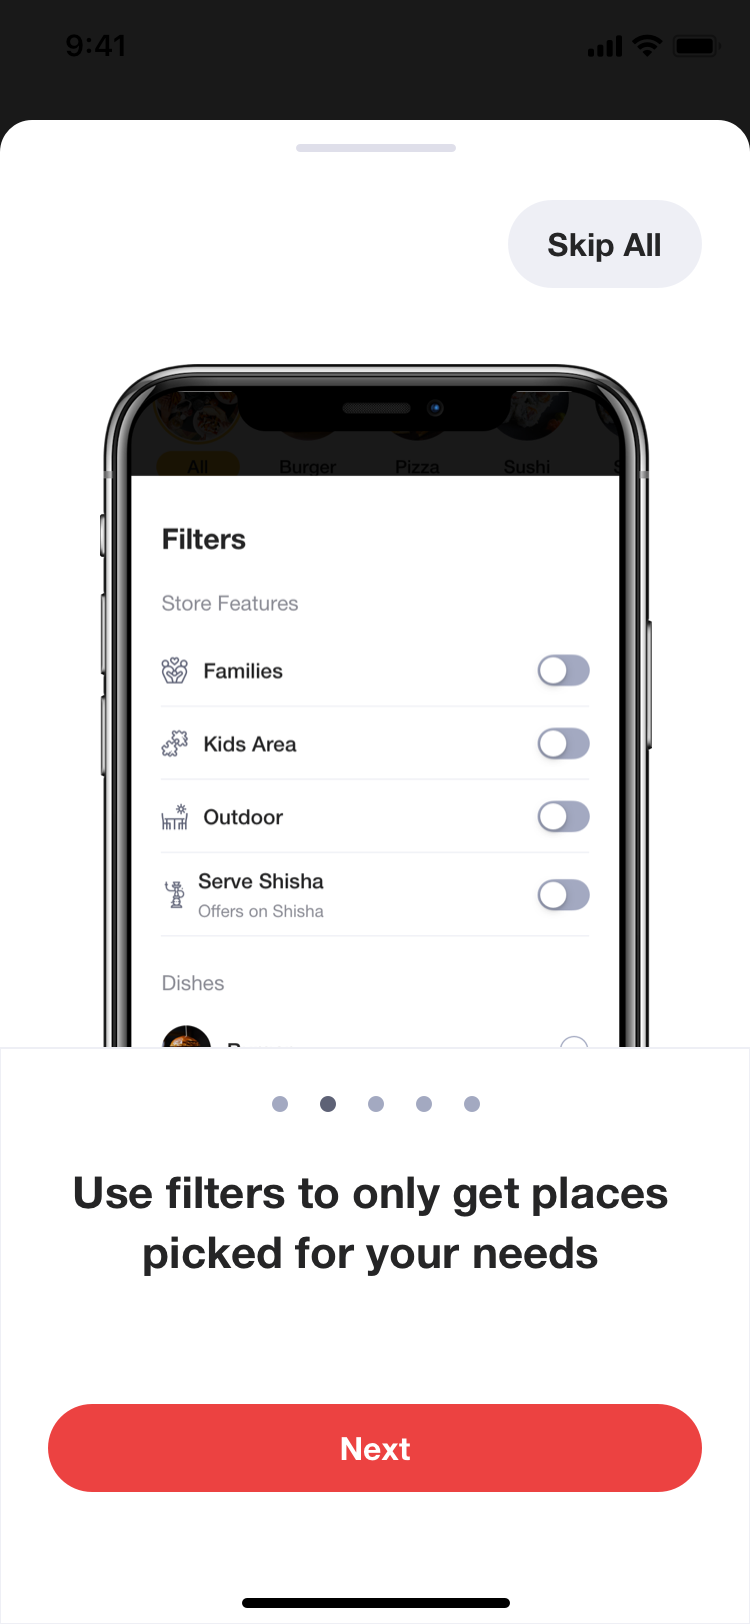 9:41
Skip All
All Burger Pizza Sushi
Filters
Store Features
Families
Kids Area
Outdoor
Serve Shisha
Offers on Shisha
Dishes
Use filters to only get places
picked for your needs
Next